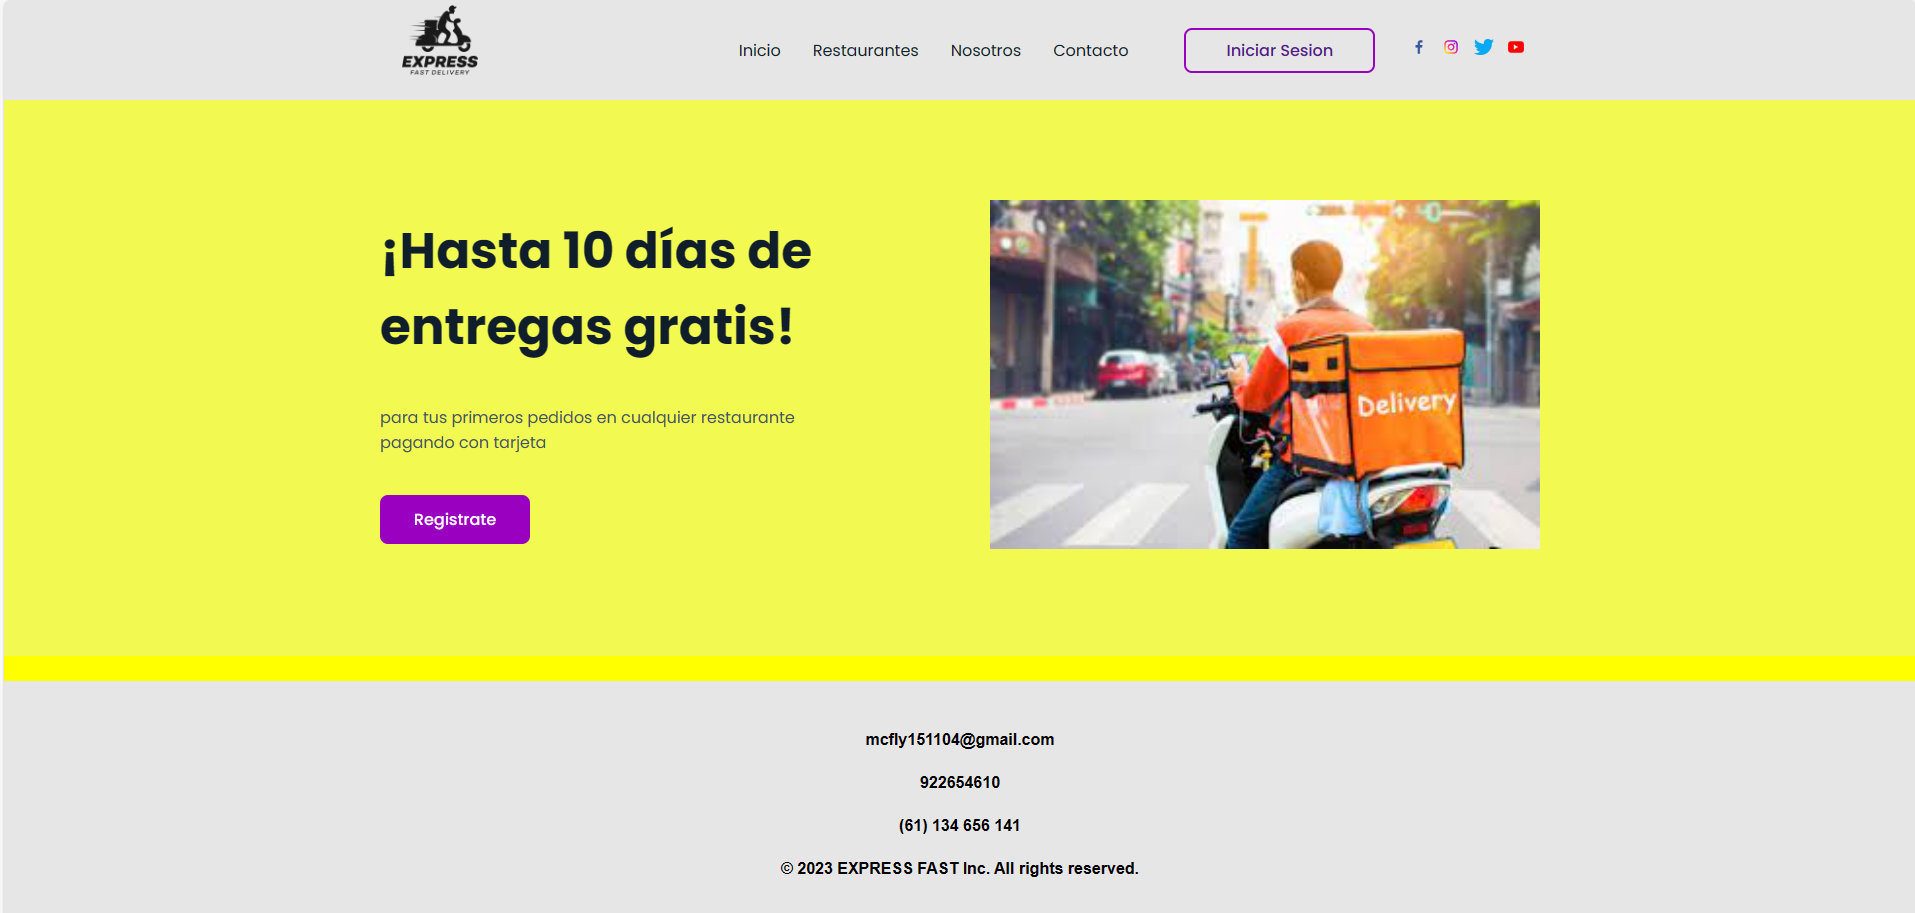 EXPRESS
FAST DELIVERY
Inicio
Restaurantes
Nosotros
Contacto
Iniciar Sesion
¡Hasta 10 días de
entregas gratis!
para tus primeros pedidos en cualquier restaurante
pagando con tarjeta
Registrate
Delivery
mcfly151104@gmail.com
922654610
(61) 134 656 141
© 2023 EXPRESS FAST Inc. All rights reserved.